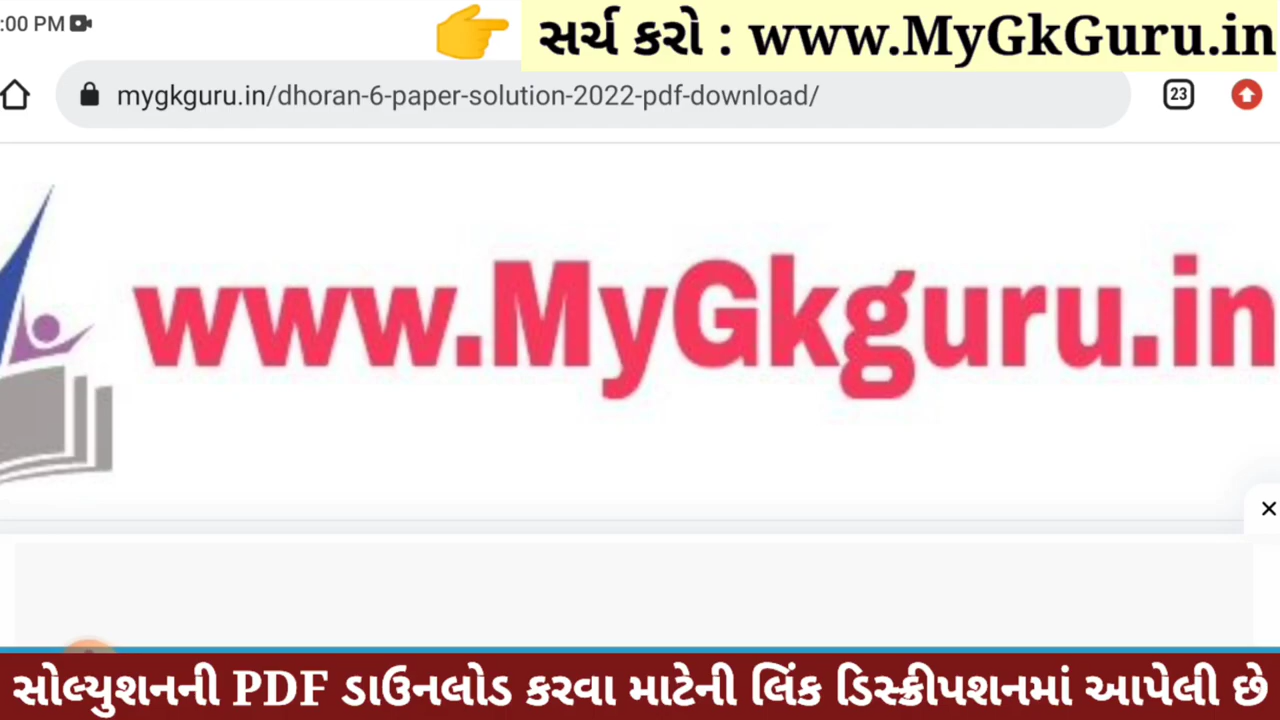 :00 PM
સર્ચ કરો : www.MyGkGuru.in
mygkguru.in/dhoran-6-paper-solution-2022-pdf-download/
23
www.MyGkguru.in
સોલ્યુશનની PDF ડાઉનલોડ કરવા માટેની લિંક ડિસ્ક્રીપશનમાં આપેલી છે